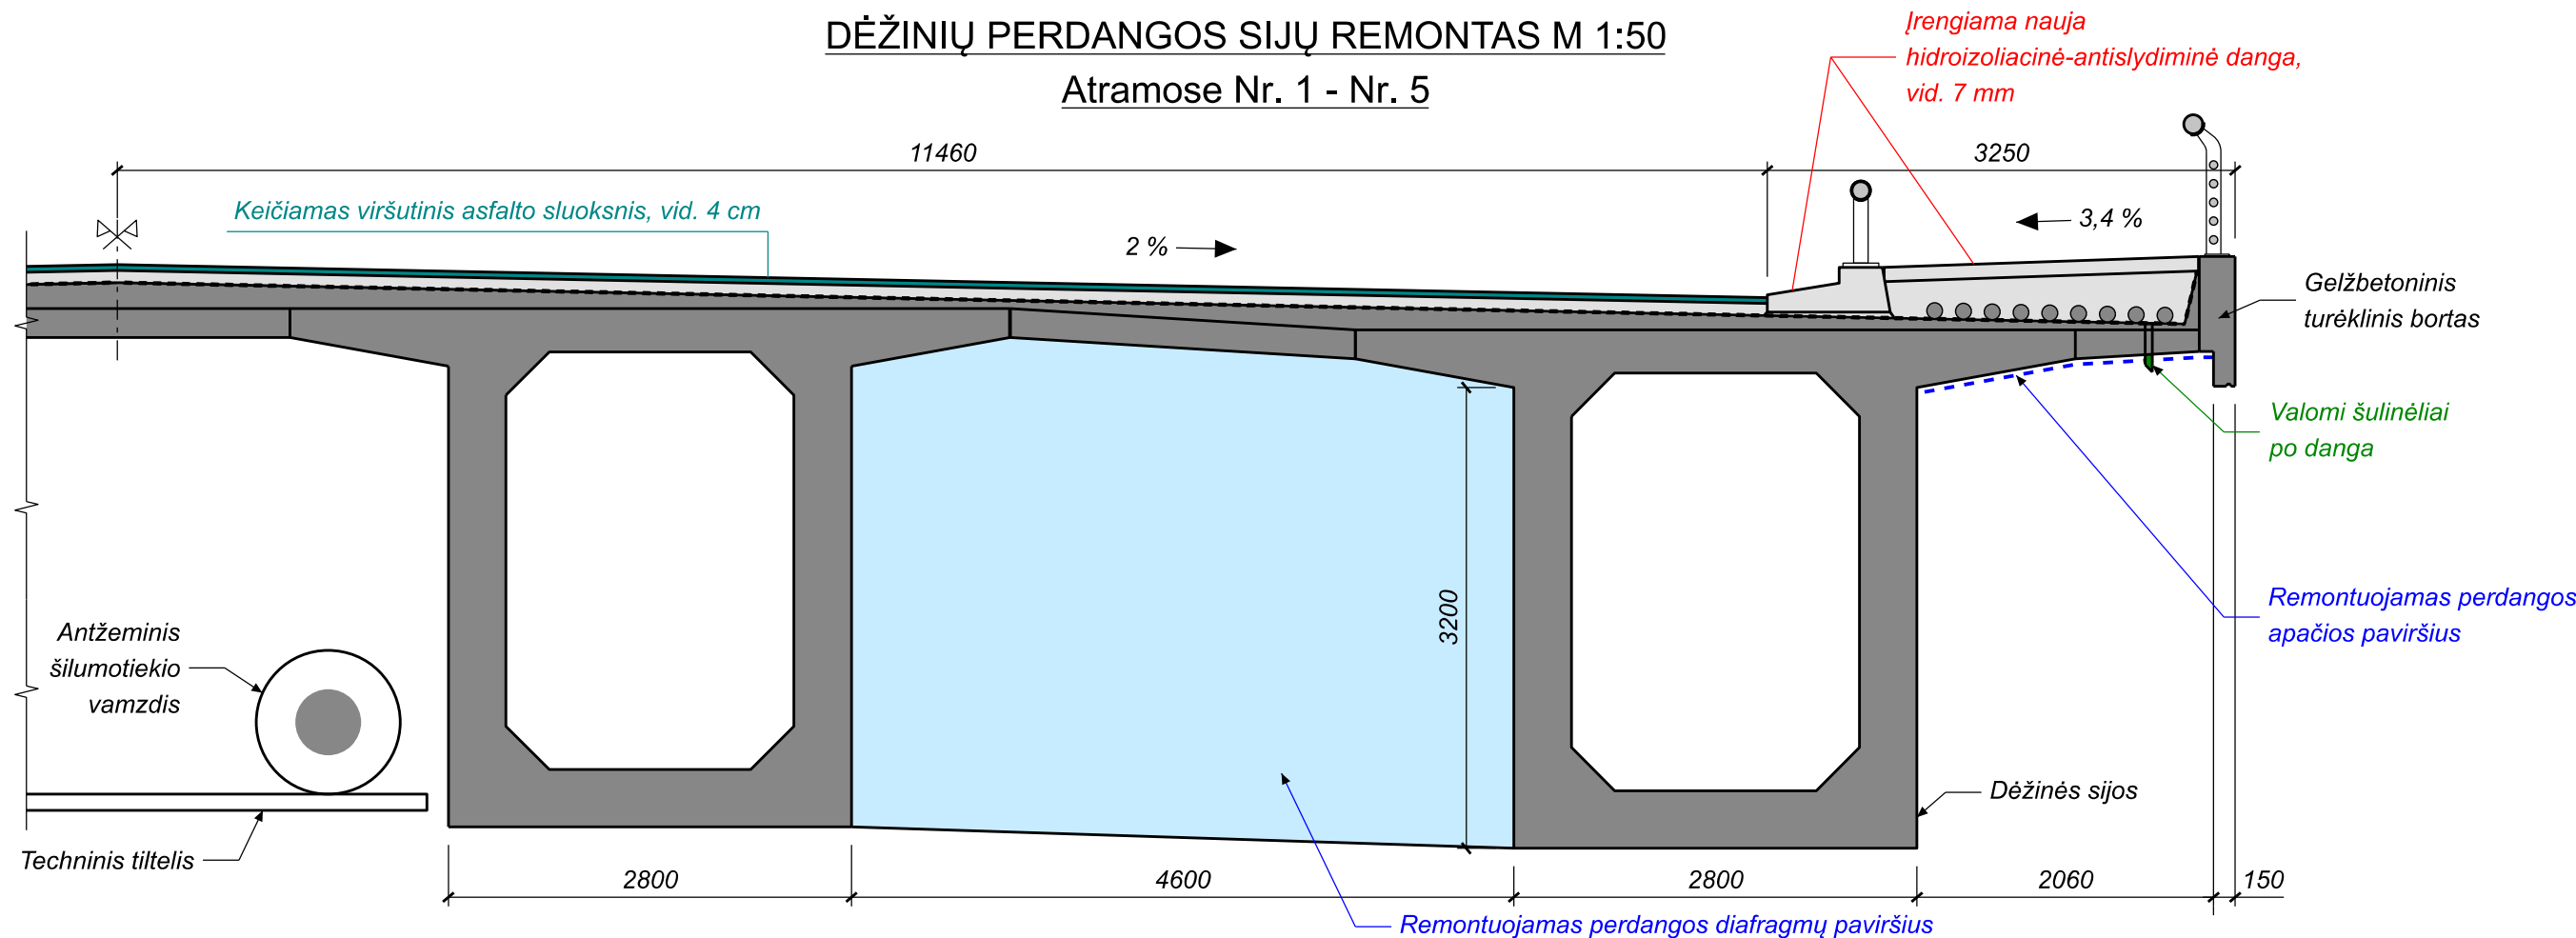 DĖŽINIŲ PERDANGOS SIJŲ REMONTAS M 1:50
Atramose Nr. 1 - Nr. 5
Įrengiama nauja
hidroizoliacinė-antislydiminė danga,
vid. 7 mm
11460
3250
Keičiamas viršutinis asfalto sluoksnis, vid. 4 cm
2 %
3,4 %
Gelžbetoninis
turėklinis bortas
Valomi šulinėliai
po danga
Remontuojamas perdangos
apačios paviršius
3200
Antžeminis
šilumotiekio
vamzdis
Dėžinės sijos
Techninis tiltelis
2800
4600
2800
2060
150
Remontuojamas perdangos diafragmų paviršius